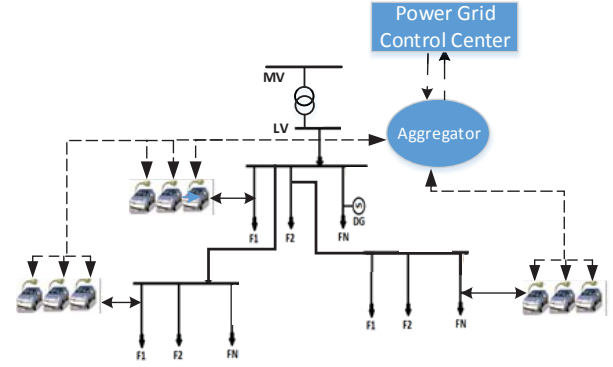 Power Grid
Control Center
MV
LV
Aggregator
S
DG
F1
F2
FN
F1
F2
FN
F1
F2
FN